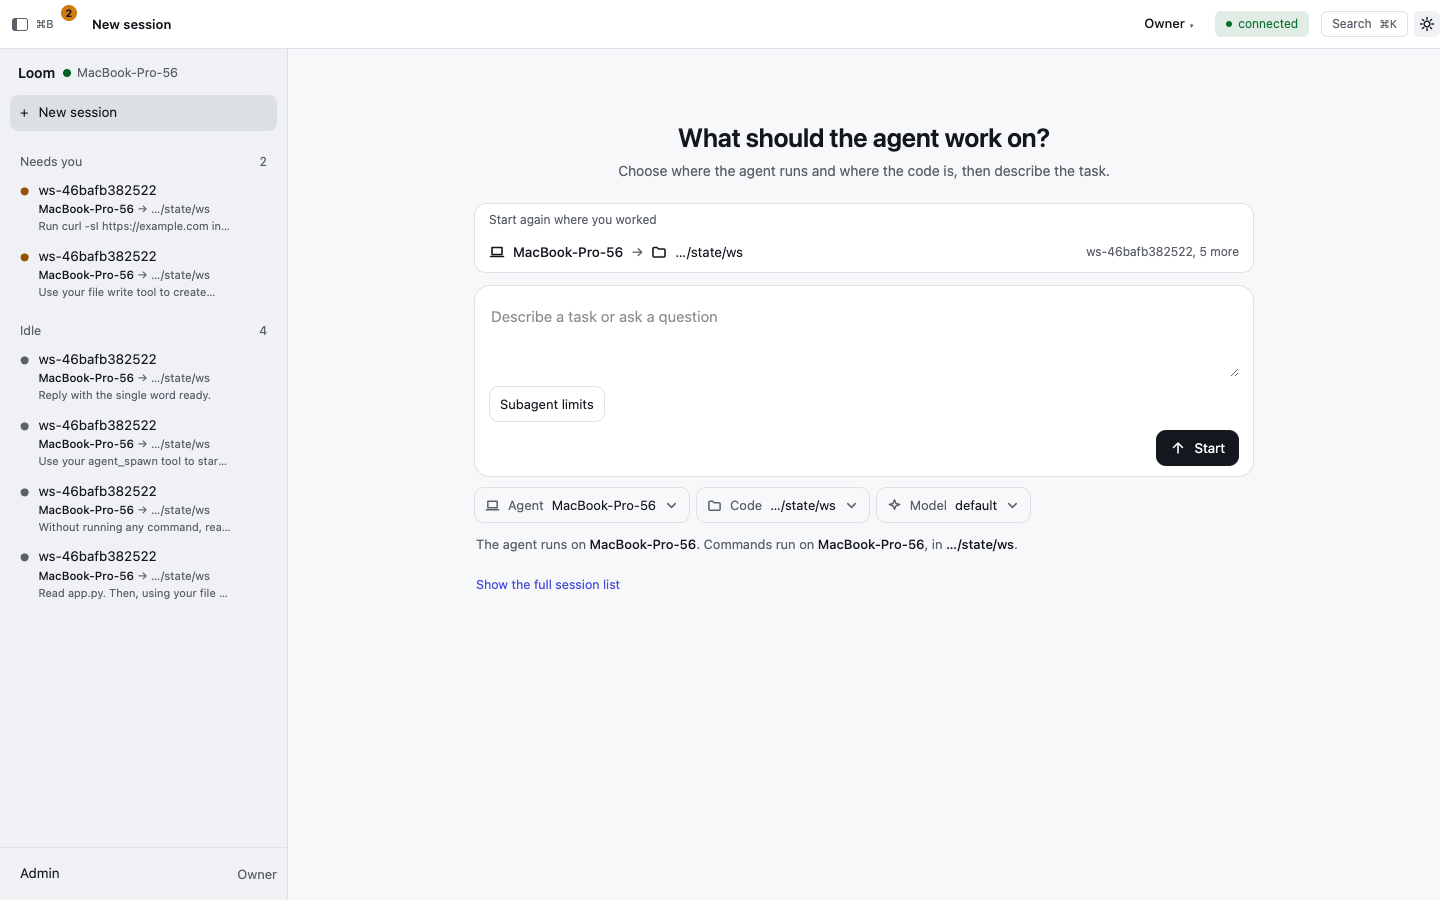 ⌘B
2
New session
Owner
connected
Search ⌘K
Loom MacBook-Pro-56
+ New session
Needs you 2
ws-46bafb382522
MacBook-Pro-56 → .../state/ws
Run curl -sI https://example.com in...
ws-46bafb382522
MacBook-Pro-56 → .../state/ws
Use your file write tool to create...
Idle 4
ws-46bafb382522
MacBook-Pro-56 → .../state/ws
Reply with the single word ready.
ws-46bafb382522
MacBook-Pro-56 → .../state/ws
Use your agent_spawn tool to star...
ws-46bafb382522
MacBook-Pro-56 → .../state/ws
Without running any command, rea...
ws-46bafb382522
MacBook-Pro-56 → .../state/ws
Read app.py. Then, using your file ...
Admin Owner
What should the agent work on?
Choose where the agent runs and where the code is, then describe the task.
Start again where you worked
MacBook-Pro-56 → .../state/ws ws-46bafb382522, 5 more
Describe a task or ask a question
Subagent limits
Start
Agent MacBook-Pro-56 Code .../state/ws Model default
The agent runs on MacBook-Pro-56. Commands run on MacBook-Pro-56, in .../state/ws.
Show the full session list